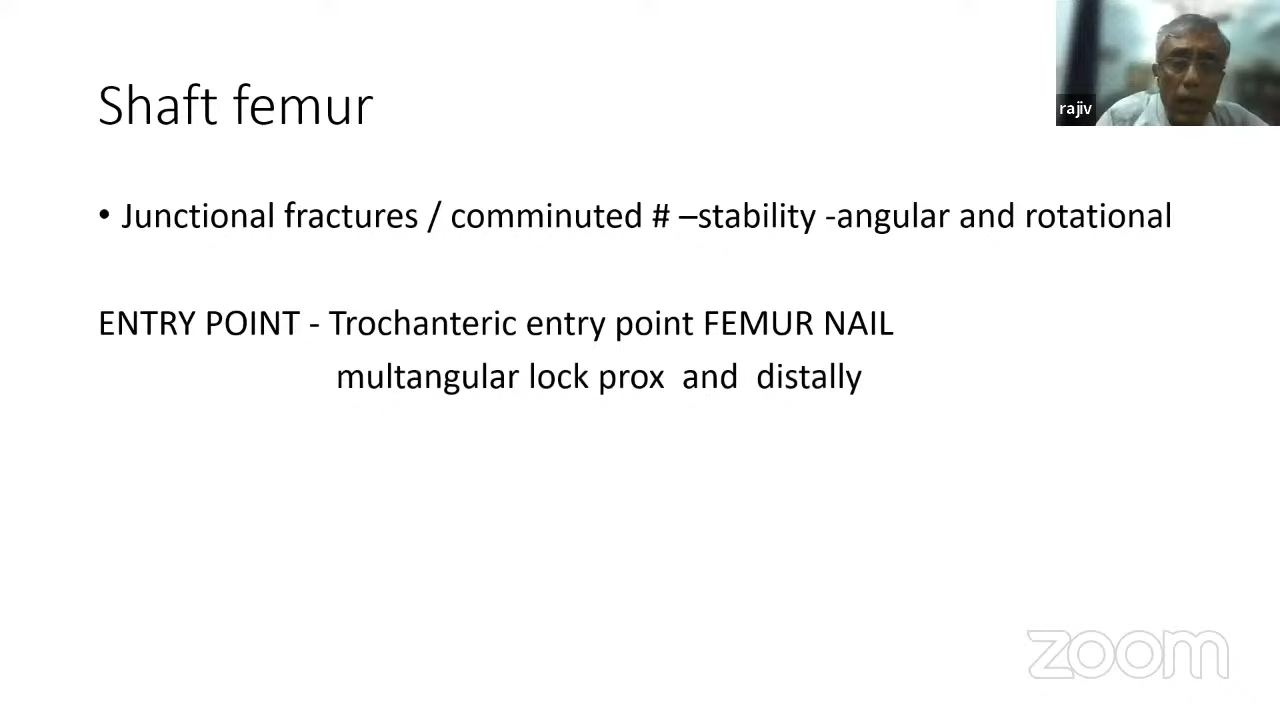 Shaft femur
rajiv
• Junctional fractures / comminuted # –stability -angular and rotational
ENTRY POINT - Trochanteric entry point FEMUR NAIL
multangular lock prox and distally
zoom